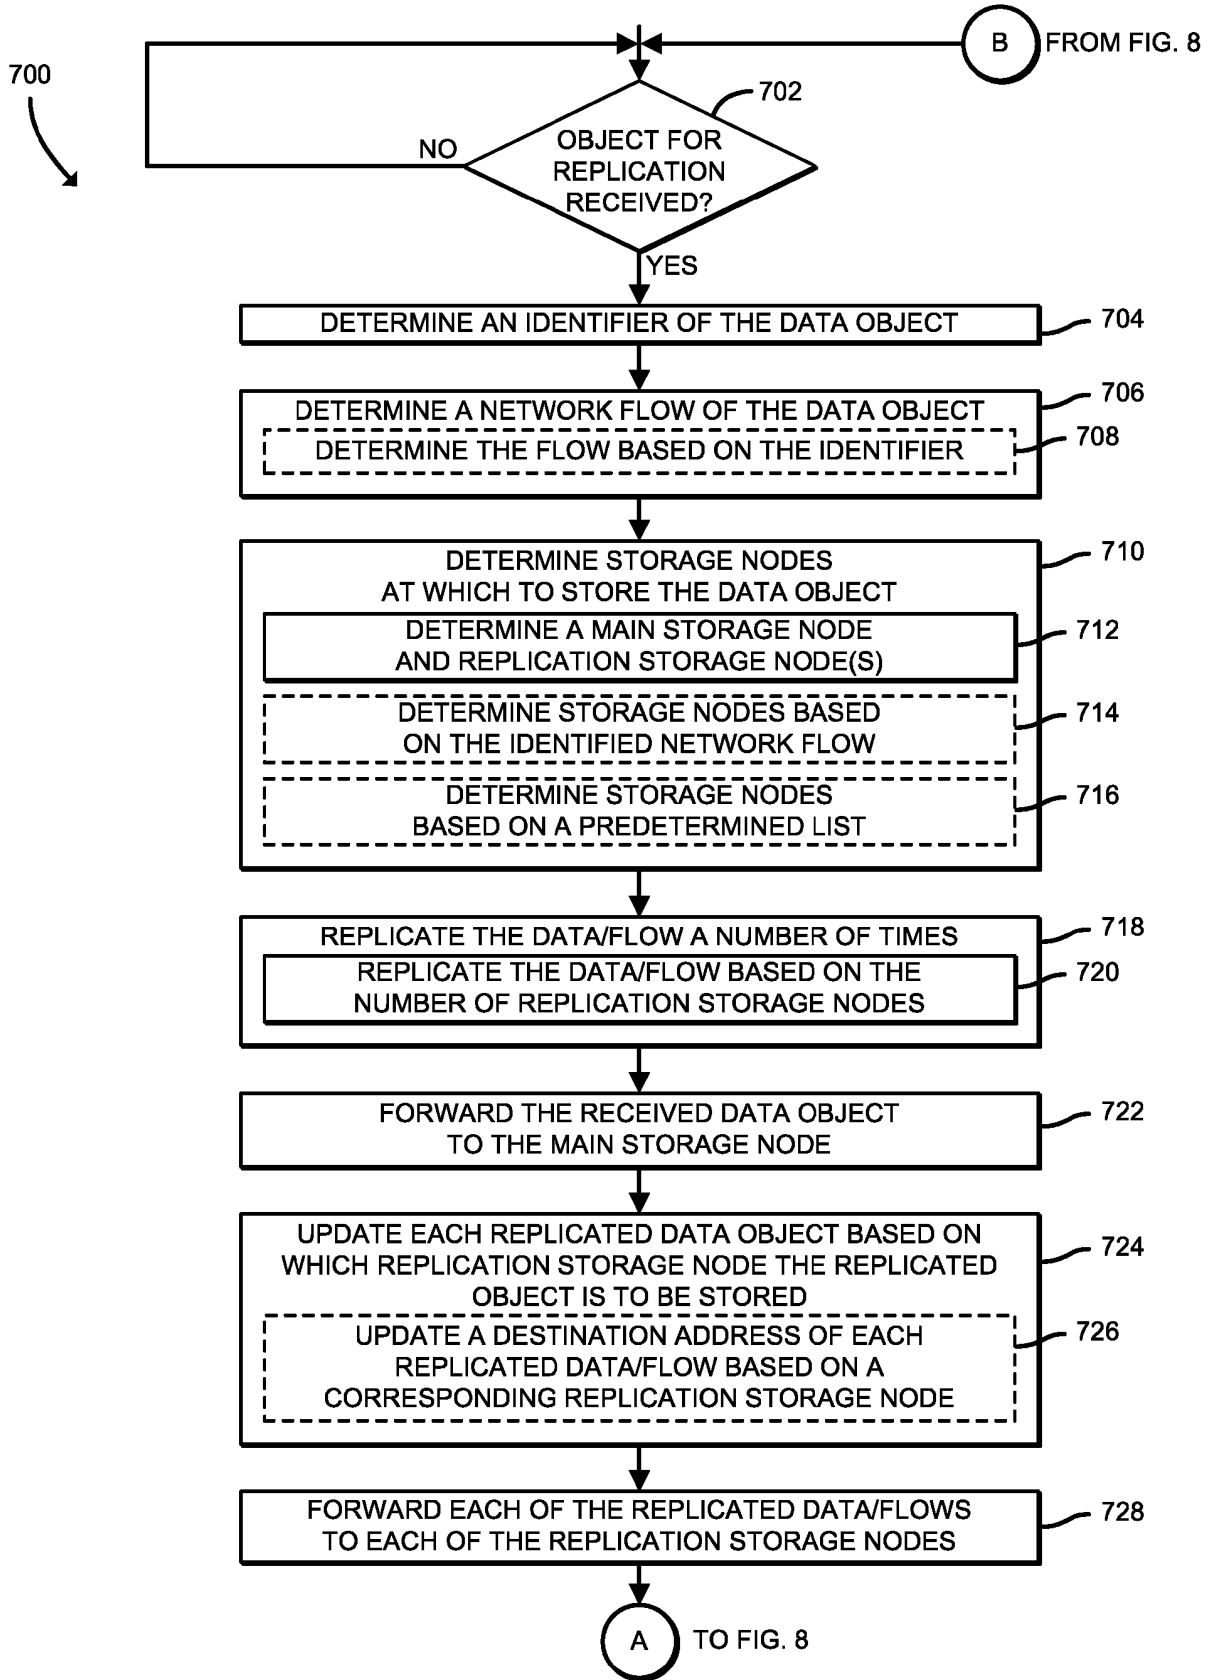 B
FROM FIG. 8
700
702
OBJECT FOR
REPLICATION
RECEIVED?
NO
YES
DETERMINE AN IDENTIFIER OF THE DATA OBJECT
704
DETERMINE A NETWORK FLOW OF THE DATA OBJECT
706
DETERMINE THE FLOW BASED ON THE IDENTIFIER
708
DETERMINE STORAGE NODES
AT WHICH TO STORE THE DATA OBJECT
710
DETERMINE A MAIN STORAGE NODE
AND REPLICATION STORAGE NODE(S)
712
DETERMINE STORAGE NODES BASED
ON THE IDENTIFIED NETWORK FLOW
714
DETERMINE STORAGE NODES
BASED ON A PREDETERMINED LIST
716
REPLICATE THE DATA/FLOW A NUMBER OF TIMES
718
REPLICATE THE DATA/FLOW BASED ON THE
NUMBER OF REPLICATION STORAGE NODES
720
FORWARD THE RECEIVED DATA OBJECT
TO THE MAIN STORAGE NODE
722
UPDATE EACH REPLICATED DATA OBJECT BASED ON
WHICH REPLICATION STORAGE NODE THE REPLICATED
OBJECT IS TO BE STORED
724
UPDATE A DESTINATION ADDRESS OF EACH
REPLICATED DATA/FLOW BASED ON A
CORRESPONDING REPLICATION STORAGE NODE
726
FORWARD EACH OF THE REPLICATED DATA/FLOWS
TO EACH OF THE REPLICATION STORAGE NODES
728
A
TO FIG. 8